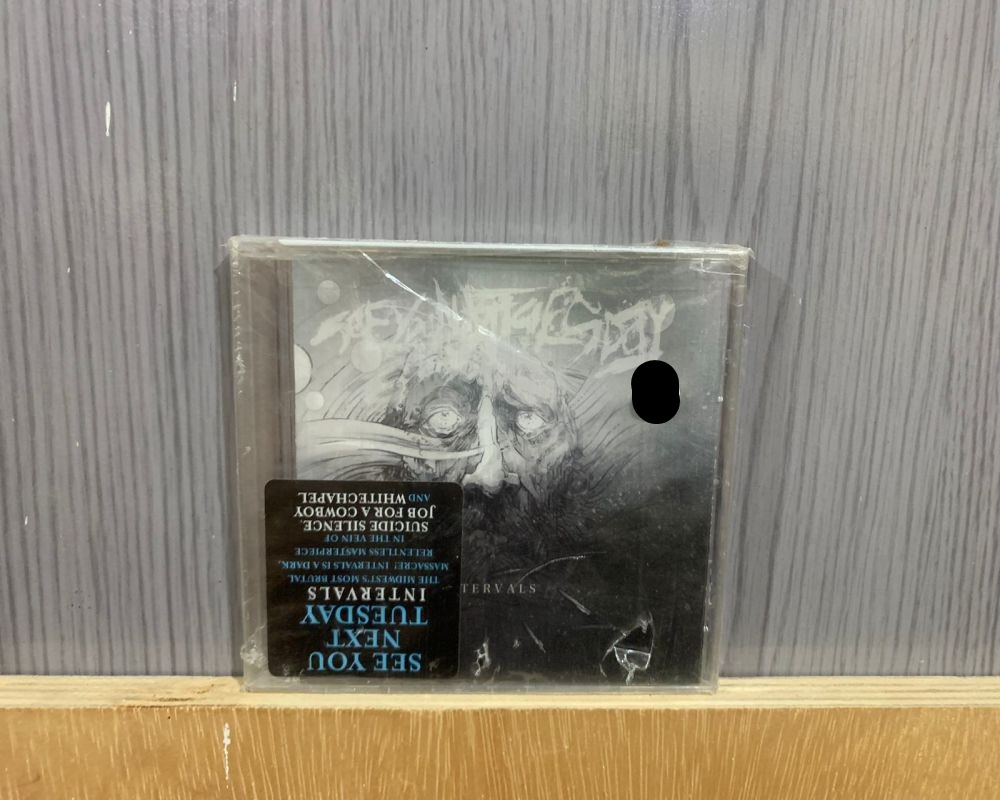 SEE YOU
NEXT
TUESDAY
INTERVALS
THE MIDWEST'S MOST BRUTAL
MASSACRE! INTERVALS IS A DARK,
RELENTLESS MASTERPIECE
IN THE VEIN OF
SUICIDE SILENCE,
JOB FOR A COWBOY
AND WHITECHAPEL
TERVALS